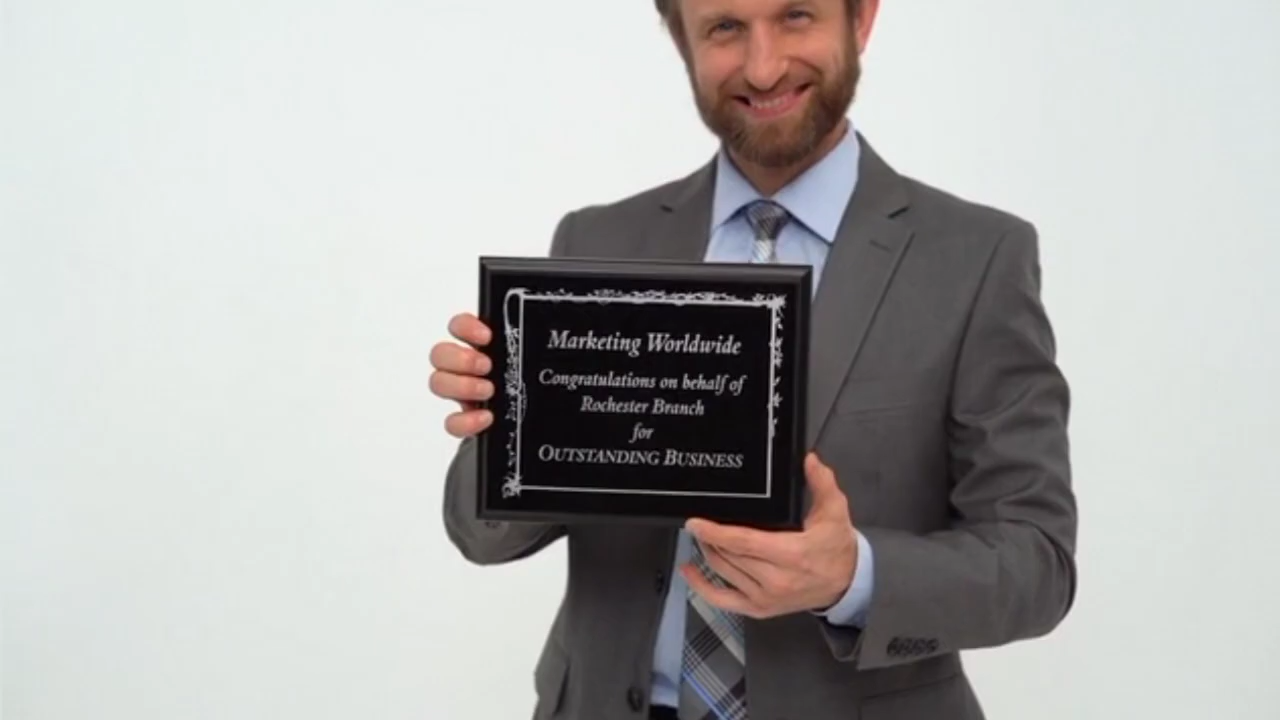 Marketing Worldwide
Congratulations on behalf of
Rochester Branch
for
OUTSTANDING BUSINESS